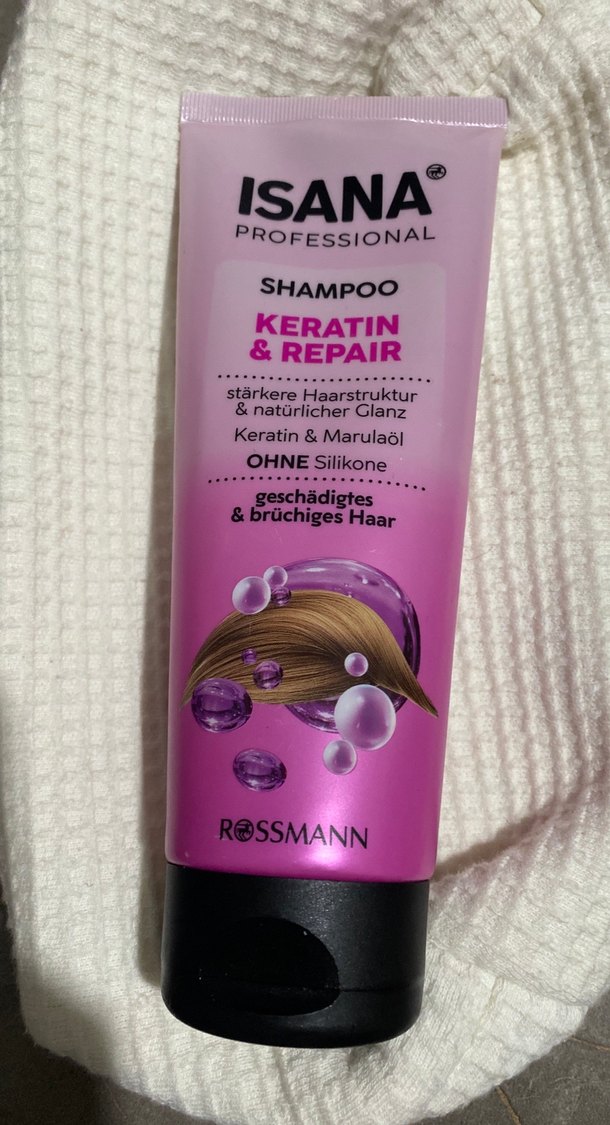 ISANA
PROFESSIONAL
SHAMPOO
KERATIN
& REPAIR
stärkere Haarstruktur
& natürlicher Glanz
Keratin & Marulaöl
OHNE Silikone
geschädigtes
& brüchiges Haar
ROSSMANN